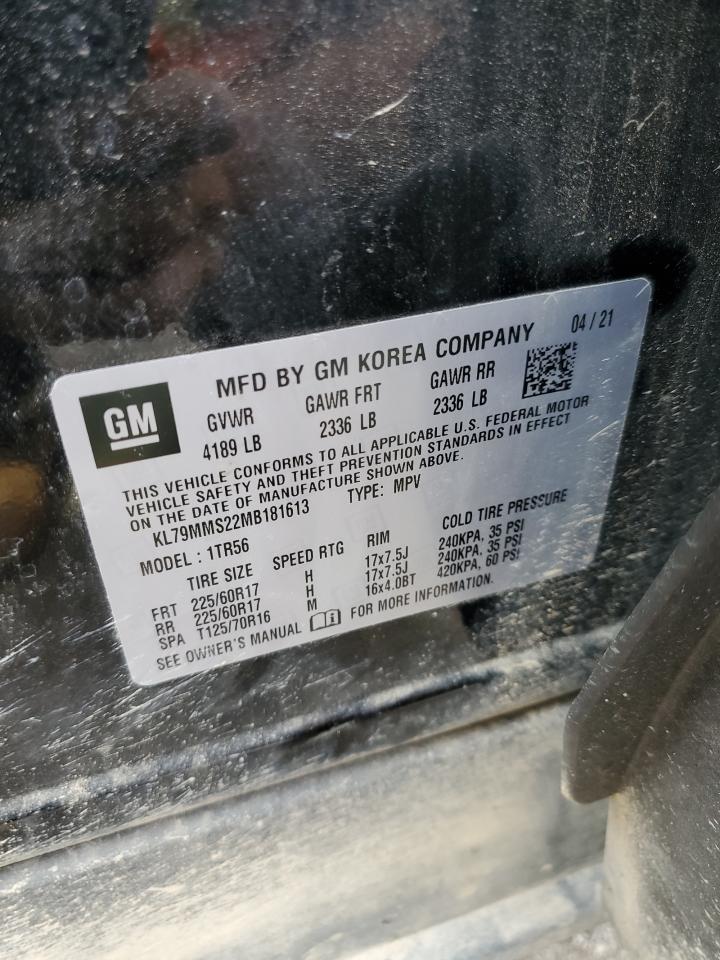 GM
MFD BY GM KOREA COMPANY 04 / 21
GVWR GAWR FRT GAWR RR
4189 LB 2336 LB 2336 LB
THIS VEHICLE CONFORMS TO ALL APPLICABLE U.S. FEDERAL MOTOR
VEHICLE SAFETY AND THEFT PREVENTION STANDARDS IN EFFECT
ON THE DATE OF MANUFACTURE SHOWN ABOVE.
KL79MMS22MB181613 TYPE: MPV
MODEL : 1TR56
TIRE SIZE SPEED RTG RIM COLD TIRE PRESSURE
FRT 225/60R17 H 17x7.5J 240KPA, 35 PSI
RR 225/60R17 H 17x7.5J 240KPA, 35 PSI
SPA T125/70R16 M 16x4.0BT 420KPA, 60 PSI
SEE OWNER'S MANUAL FOR MORE INFORMATION.